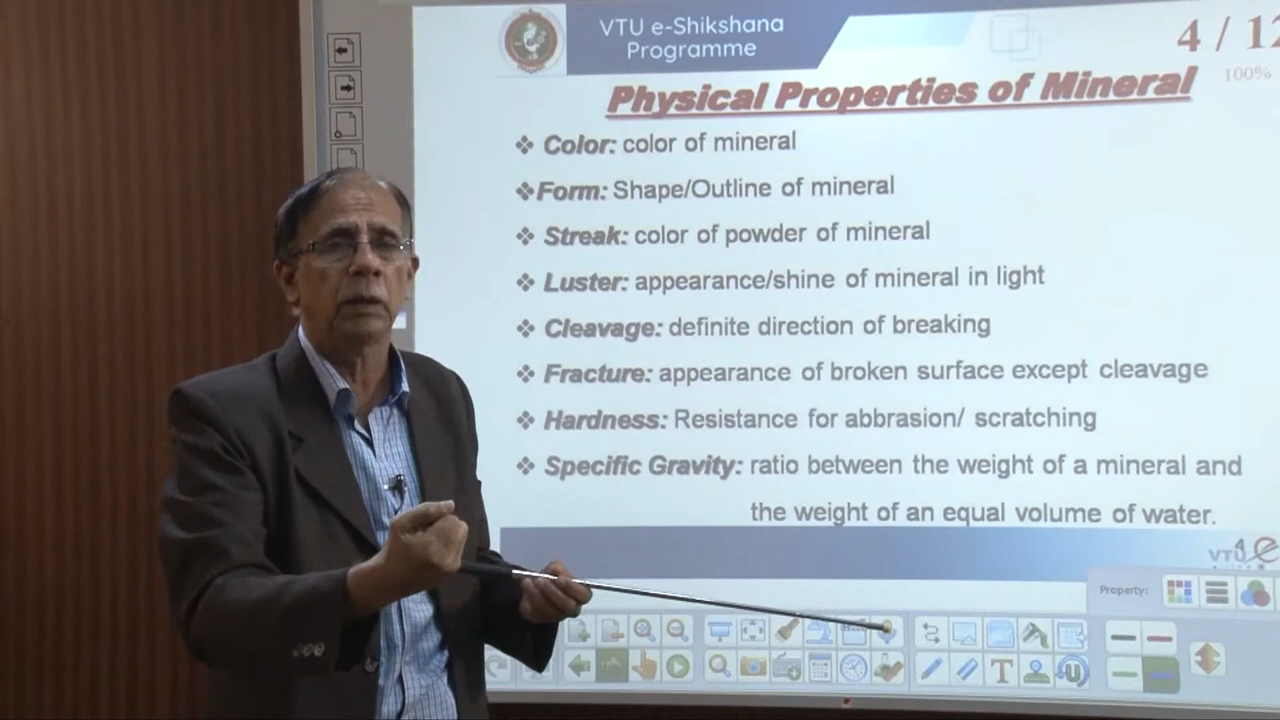 VTU e-Shikshana
Programme
4 / 12
100%
Physical Properties of Mineral
❖ Color: color of mineral
❖ Form: Shape/Outline of mineral
❖ Streak: color of powder of mineral
❖ Luster: appearance/shine of mineral in light
❖ Cleavage: definite direction of breaking
❖ Fracture: appearance of broken surface except cleavage
❖ Hardness: Resistance for abbrasion/ scratching
❖ Specific Gravity: ratio between the weight of a mineral and
the weight of an equal volume of water.
4
VTU e
Property: